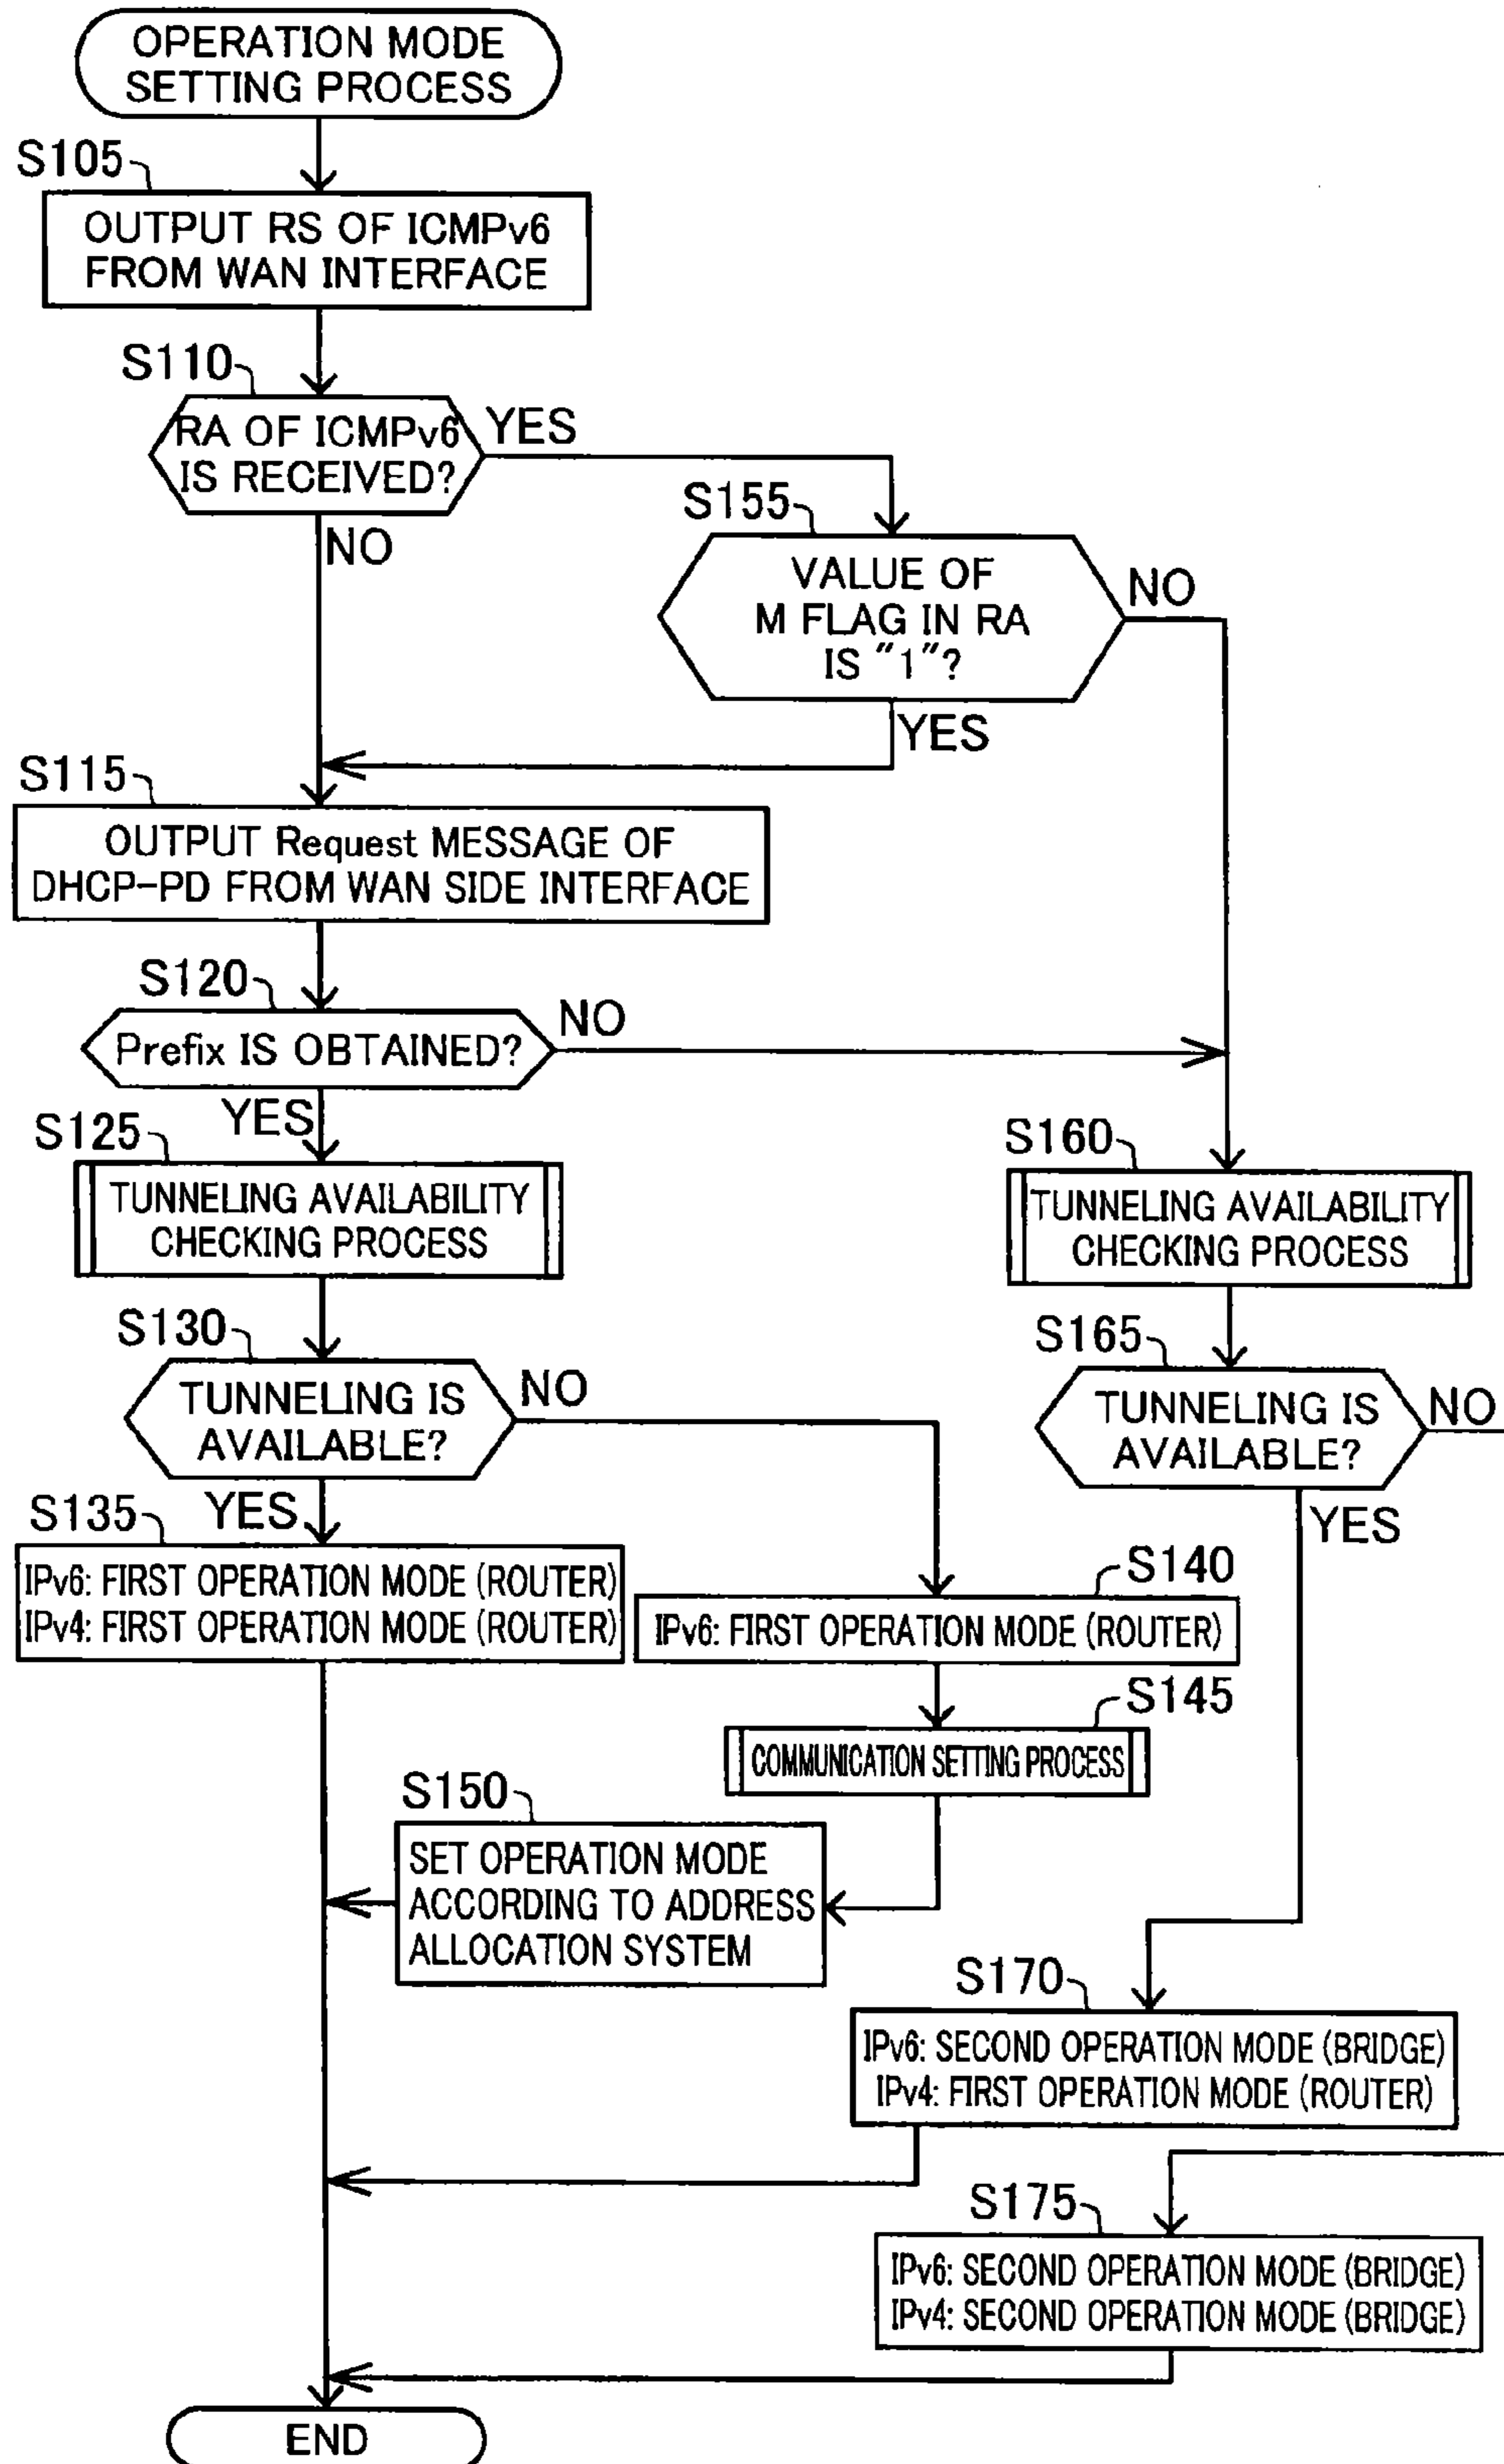 OPERATION MODE
SETTING PROCESS
S105
OUTPUT RS OF ICMPv6
FROM WAN INTERFACE
S110
RA OF ICMPv6
IS RECEIVED?
YES
NO
S155
VALUE OF
M FLAG IN RA
IS "1"?
NO
YES
S115
OUTPUT Request MESSAGE OF
DHCP-PD FROM WAN SIDE INTERFACE
S120
Prefix IS OBTAINED?
NO
YES
S125
TUNNELING AVAILABILITY
CHECKING PROCESS
S160
TUNNELING AVAILABILITY
CHECKING PROCESS
S130
TUNNELING IS
AVAILABLE?
NO
YES
S165
TUNNELING IS
AVAILABLE?
NO
YES
S135
IPv6: FIRST OPERATION MODE (ROUTER)
IPv4: FIRST OPERATION MODE (ROUTER)
S140
IPv6: FIRST OPERATION MODE (ROUTER)
S145
COMMUNICATION SETTING PROCESS
S150
SET OPERATION MODE
ACCORDING TO ADDRESS
ALLOCATION SYSTEM
S170
IPv6: SECOND OPERATION MODE (BRIDGE)
IPv4: FIRST OPERATION MODE (ROUTER)
S175
IPv6: SECOND OPERATION MODE (BRIDGE)
IPv4: SECOND OPERATION MODE (BRIDGE)
END